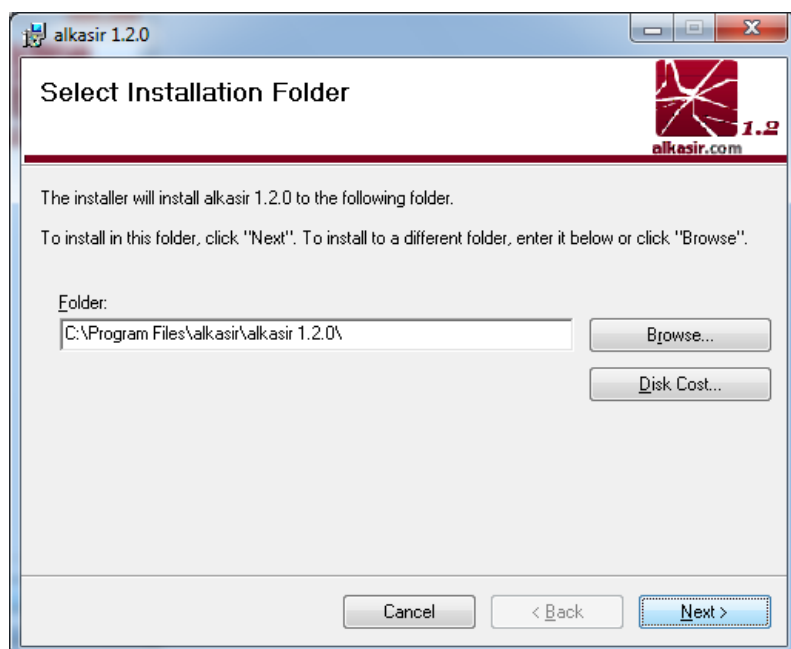 alkasir 1.2.0
Select Installation Folder
1.2
alkasir.com
The installer will install alkasir 1.2.0 to the following folder.
To install in this folder, click "Next". To install to a different folder, enter it below or click "Browse".
Folder:
C:\Program Files\alkasir\alkasir 1.2.0\
Browse...
Disk Cost...
Cancel
< Back
Next >